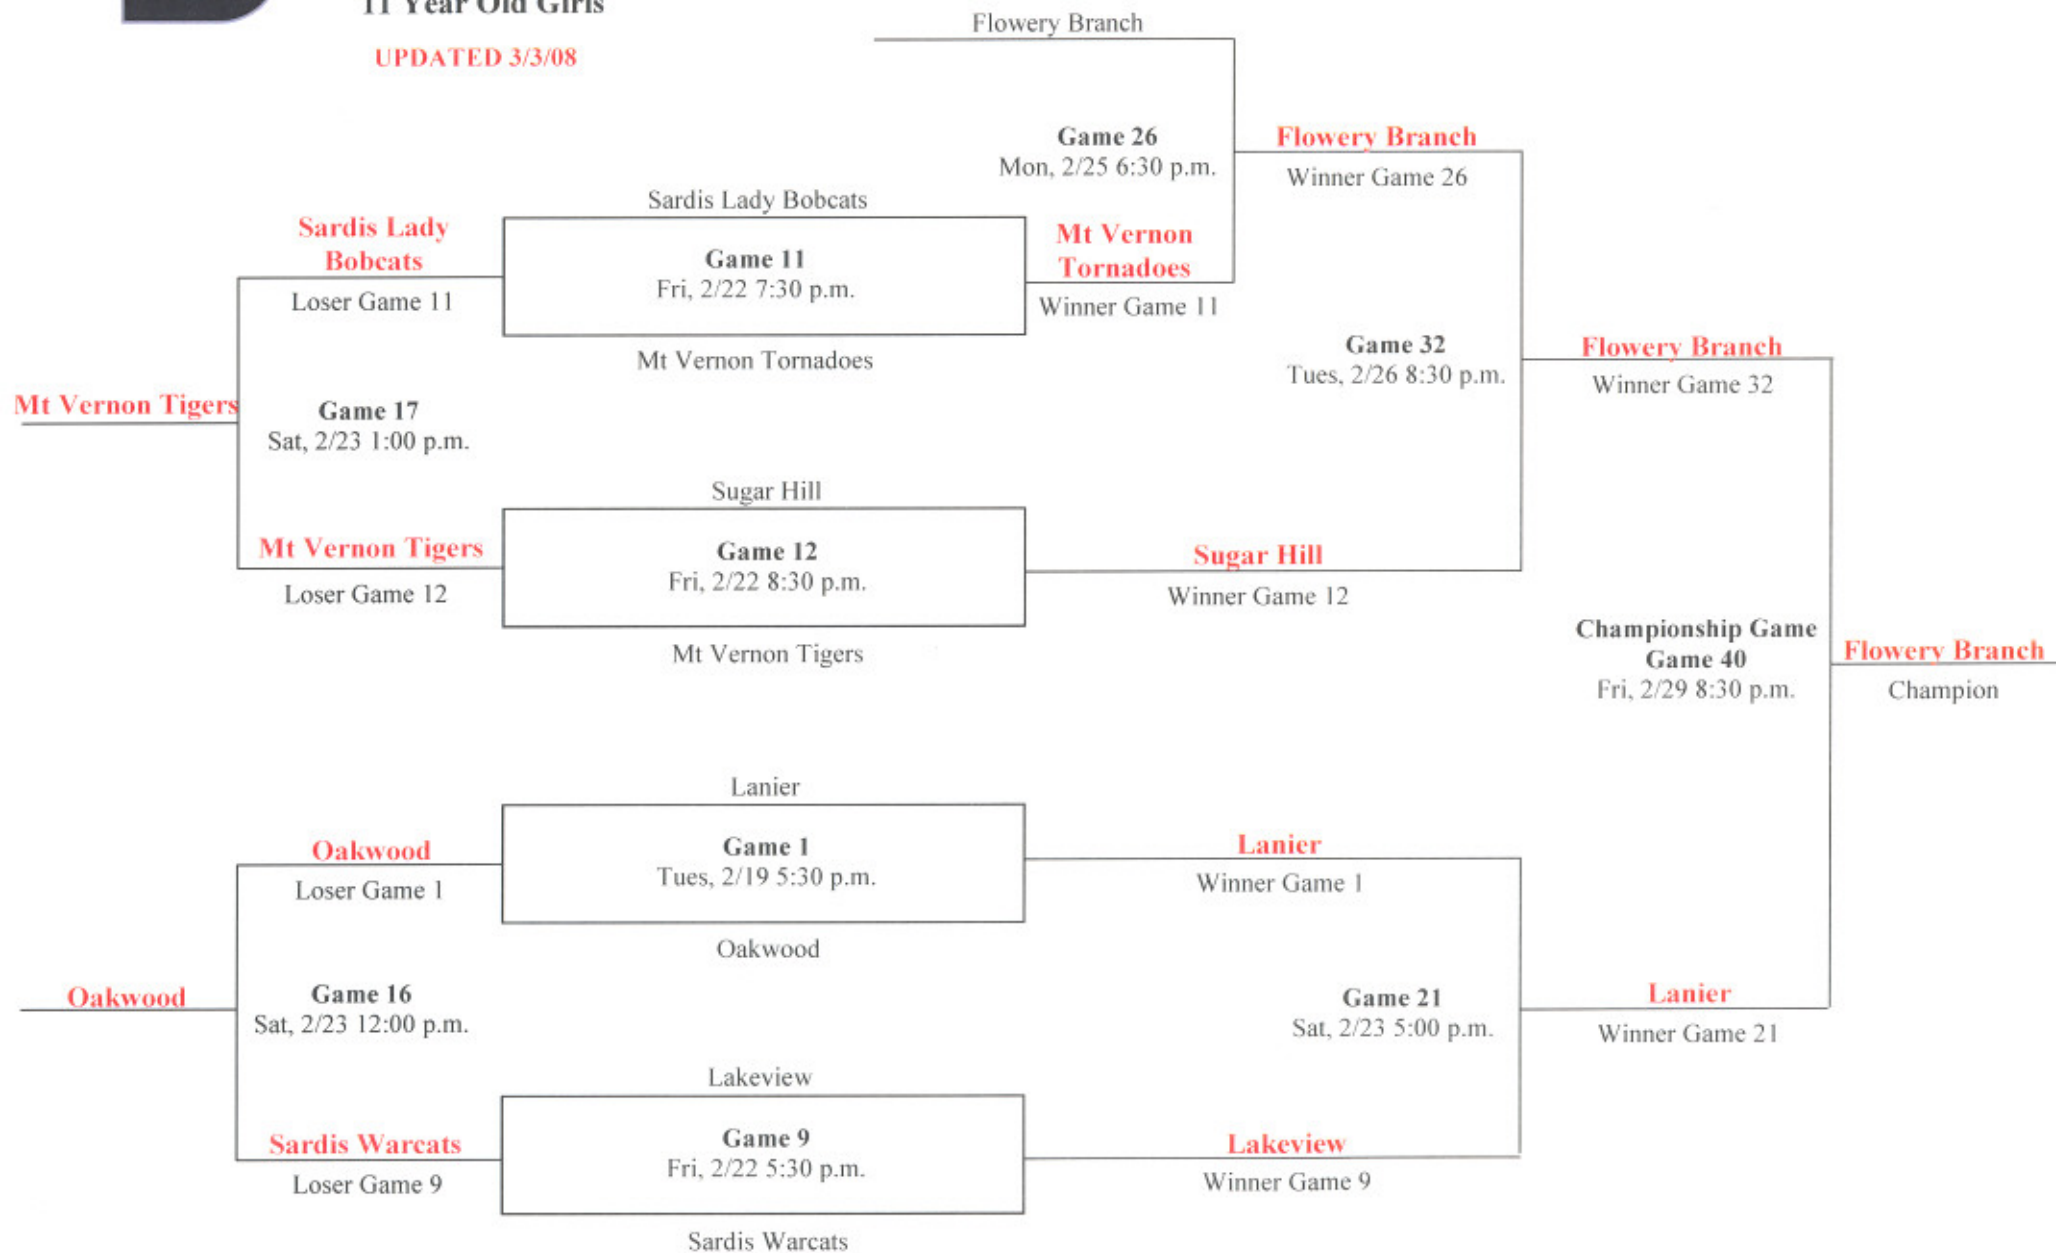 11 Year Old Girls
UPDATED 3/3/08
Flowery Branch
Game 26
Mon, 2/25 6:30 p.m.
Flowery Branch
Winner Game 26
Sardis Lady Bobcats
Sardis Lady
Bobcats
Loser Game 11
Game 11
Fri, 2/22 7:30 p.m.
Mt Vernon
Tornadoes
Winner Game 11
Mt Vernon Tornadoes
Game 32
Tues, 2/26 8:30 p.m.
Flowery Branch
Winner Game 32
Mt Vernon Tigers
Game 17
Sat, 2/23 1:00 p.m.
Sugar Hill
Mt Vernon Tigers
Loser Game 12
Game 12
Fri, 2/22 8:30 p.m.
Sugar Hill
Winner Game 12
Mt Vernon Tigers
Championship Game
Game 40
Fri, 2/29 8:30 p.m.
Flowery Branch
Champion
Lanier
Oakwood
Loser Game 1
Game 1
Tues, 2/19 5:30 p.m.
Lanier
Winner Game 1
Oakwood
Oakwood
Game 16
Sat, 2/23 12:00 p.m.
Game 21
Sat, 2/23 5:00 p.m.
Lanier
Winner Game 21
Lakeview
Sardis Warcats
Loser Game 9
Game 9
Fri, 2/22 5:30 p.m.
Lakeview
Winner Game 9
Sardis Warcats